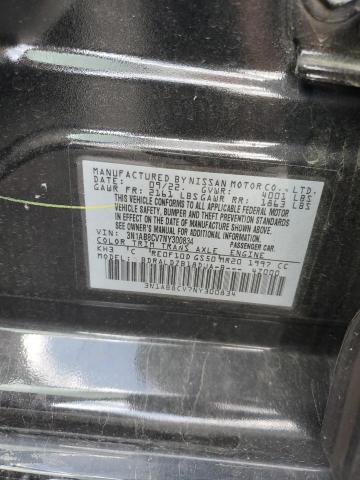 MANUFACTURED BY NISSAN MOTOR CO., LTD.
DATE: 09/22. GVWR: 4001 LBS
GAWR FR: 2161 LBS GAWR RR: 1863 LBS
THIS VEHICLE CONFORMS TO ALL APPLICABLE FEDERAL MOTOR
VEHICLE SAFETY, BUMPER AND THEFT PREVENTION STANDARDS
IN EFFECT ON THE DATE OF MANUFACTURE SHOWN ABOVE.
SEE OWNER'S MANUAL FOR ADDITIONAL INFORMATION
VIN: 3N1AB8CV7NY300834
COLOR TRIM TRANS AXLE ENGINE
KH3 C RE0F10D GS50 MR20 1997 CC
MODEL: 47000
3N1AB8CV7NY300834